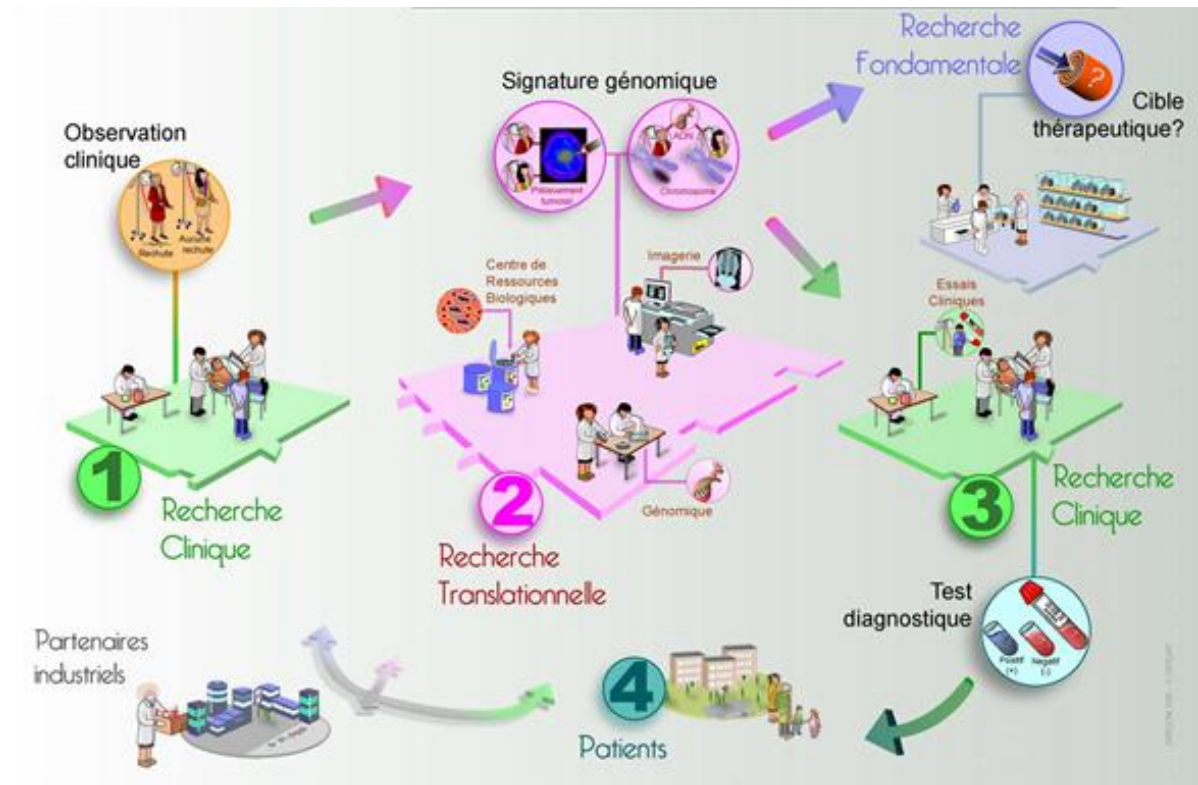 Recherche
Fondamentale
?
Cible
thérapeutique?
Signature génomique
Prélèvement
tumoral
ADN
Chromosome
Observation
clinique
Rechute
Aucune
rechute
Centre de
Ressources
Biologiques
Imagerie
Génomique
Essais
Cliniques
1
Recherche
Clinique
2
Recherche
Translationnelle
3
Recherche
Clinique
Test
diagnostique
Positif
(+)
Négatif
(-)
Partenaires
industriels
4
Patients